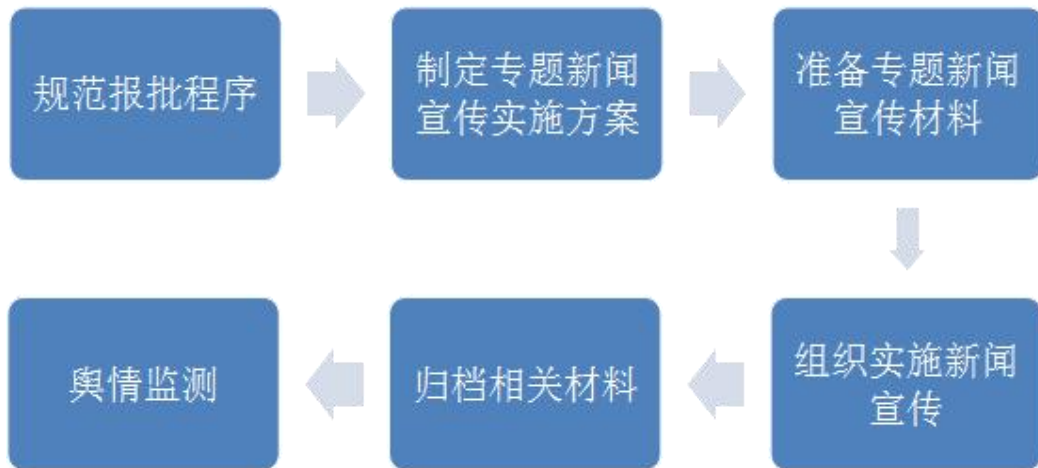 规范报批程序
制定专题新闻
宣传实施方案
准备专题新闻
宣传材料
组织实施新闻
宣传
归档相关材料
舆情监测